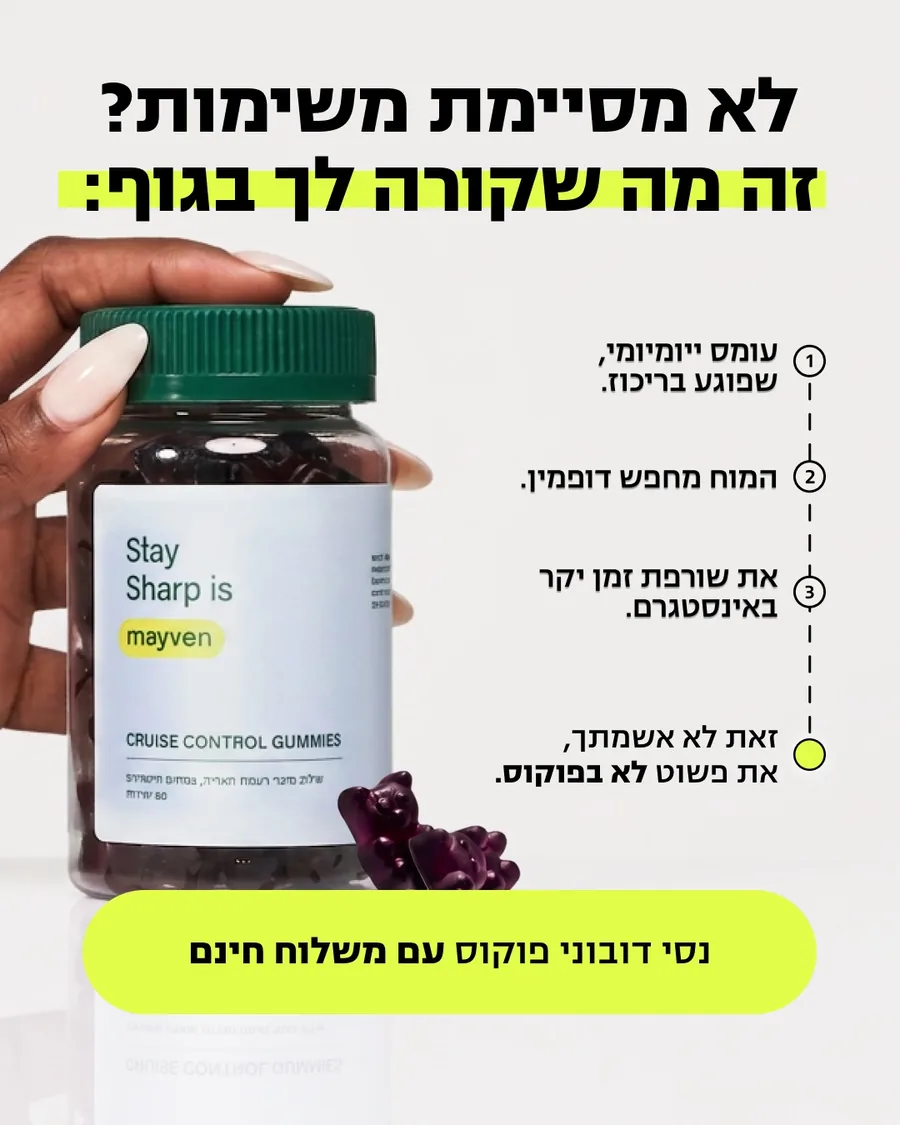 לא מסיימת משימות?
זה מה שקורה לך בגוף:
1
עומס ייומיומי,
שפוגע בריכוז.
2
המוח מחפש דופמין.
3
את שורפת זמן יקר
באינסטגרם.
זאת לא אשמתך,
את פשוט לא בפוקוס.
Stay
Sharp is
mayven
CRUISE CONTROL GUMMIES
80
נסי דובוני פוקוס עם משלוח חינם